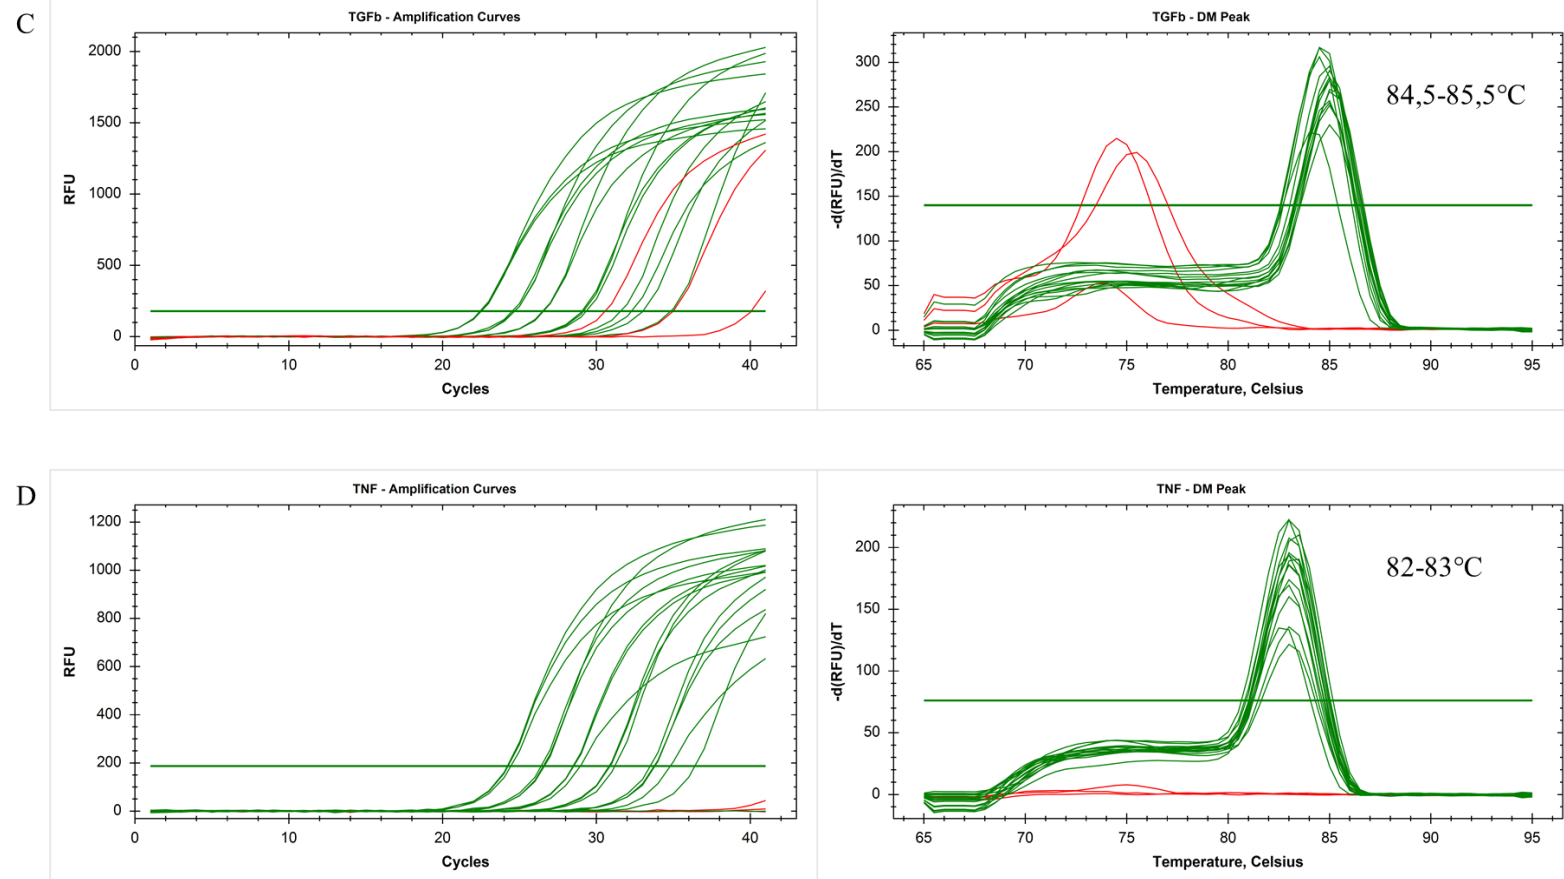 C
TGFb - Amplification Curves
RFU
2000
1500
1000
500
0
0 10 20 30 40
Cycles
TGFb - DM Peak
84,5-85,5°C
-d(RFU)/dT
300
250
200
150
100
50
0
65 70 75 80 85 90 95
Temperature, Celsius
D
TNF - Amplification Curves
RFU
1200
1000
800
600
400
200
0
0 10 20 30 40
Cycles
TNF - DM Peak
82-83°C
-d(RFU)/dT
200
150
100
50
0
65 70 75 80 85 90 95
Temperature, Celsius